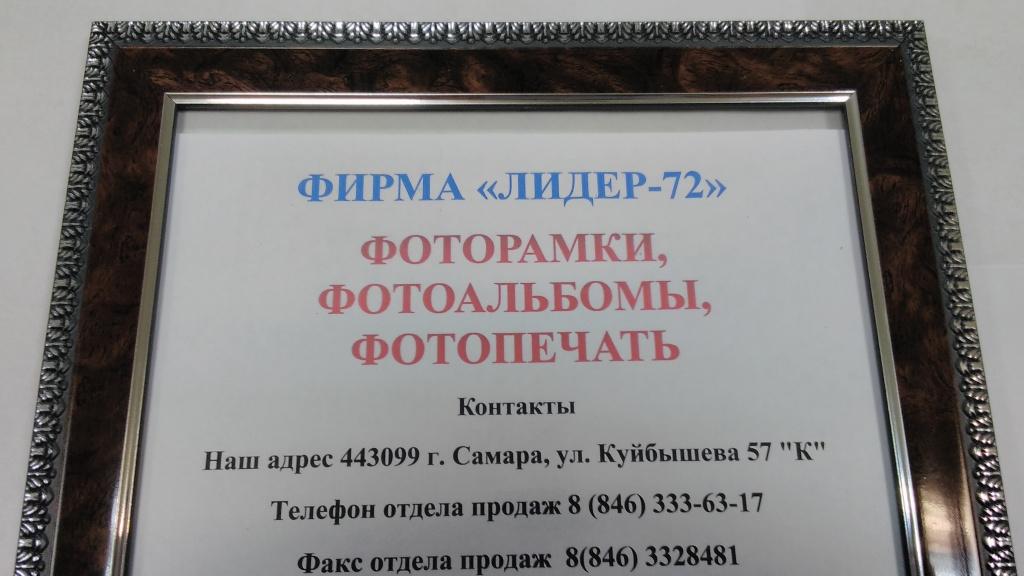 ФИРМА «ЛИДЕР-72»
ФОТОРАМКИ,
ФОТОАЛЬБОМЫ,
ФОТОПЕЧАТЬ
Контакты
Наш адрес 443099 г. Самара, ул. Куйбышева 57 "К"
Телефон отдела продаж 8 (846) 333-63-17
Факс отдела продаж 8(846) 3328481